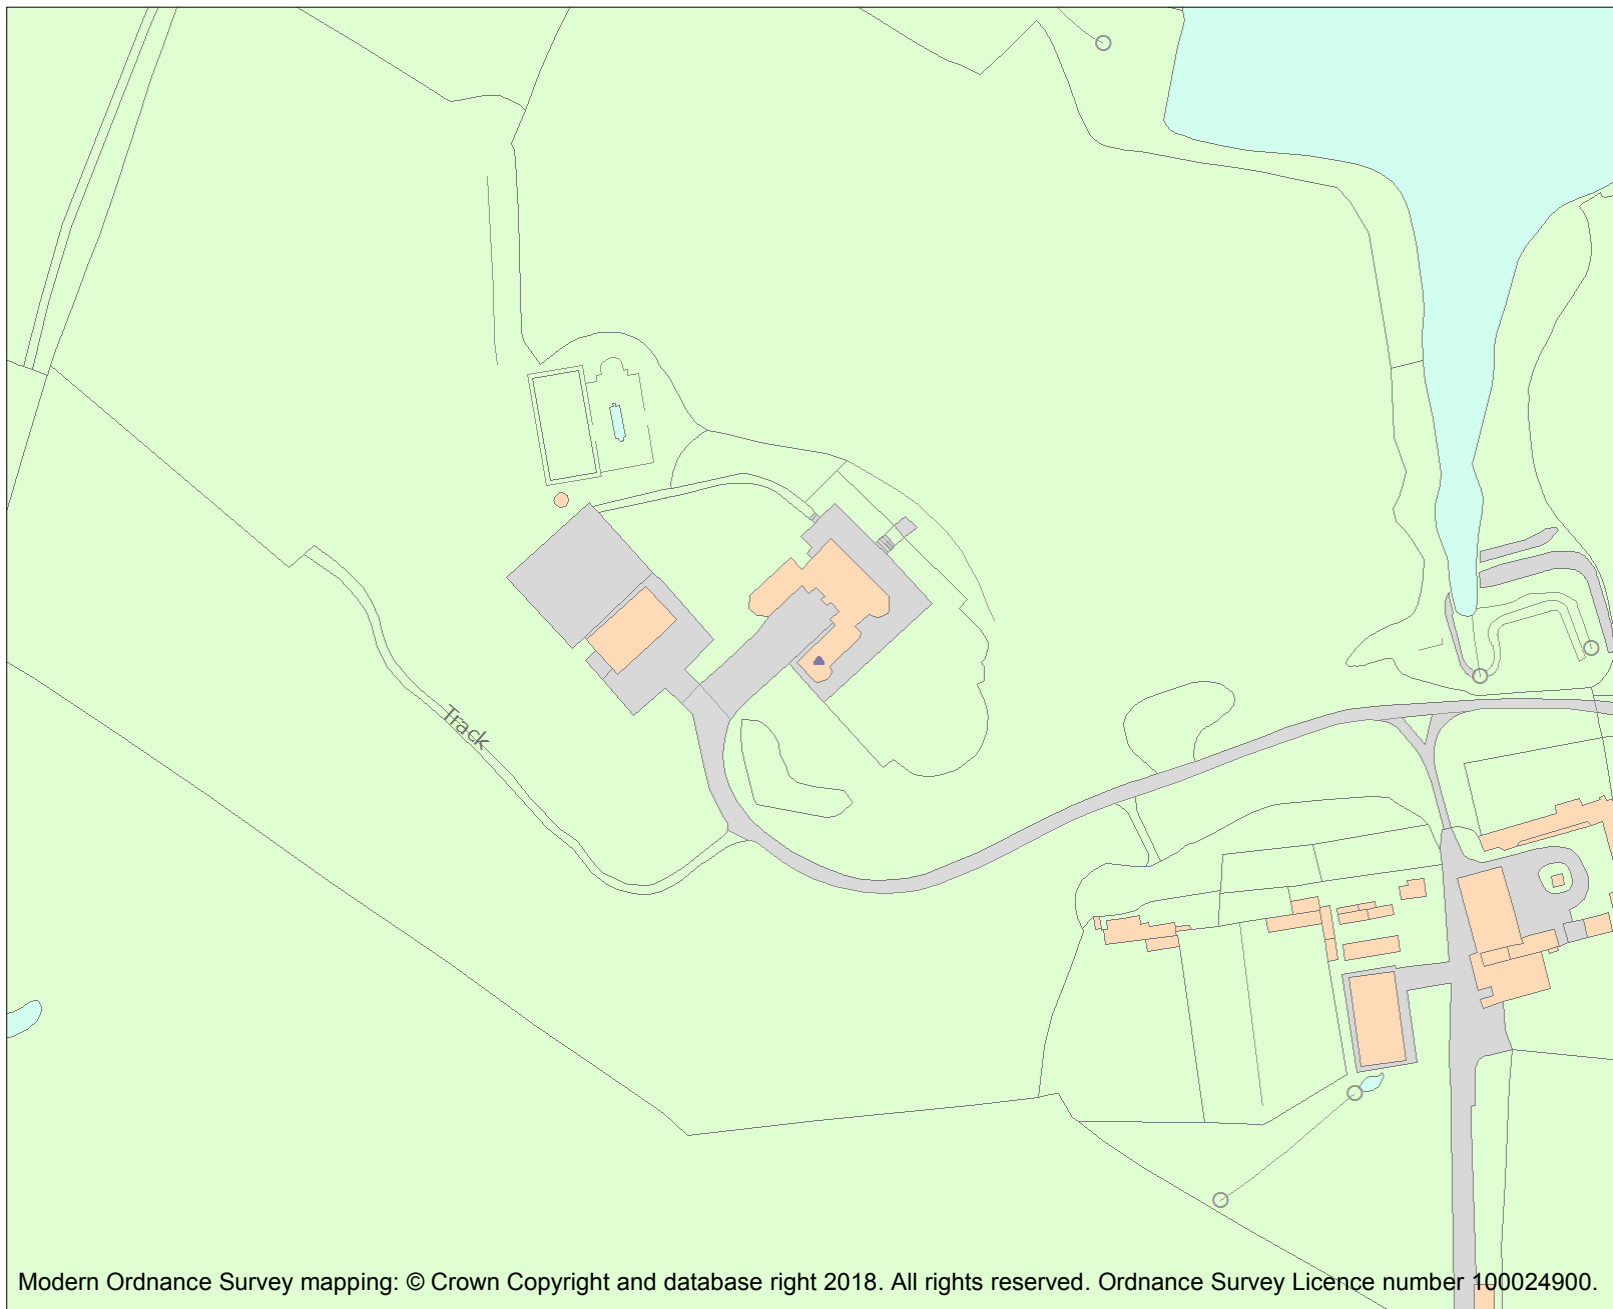 Track
Modern Ordnance Survey mapping: © Crown Copyright and database right 2018. All rights reserved. Ordnance Survey Licence number 100024900.